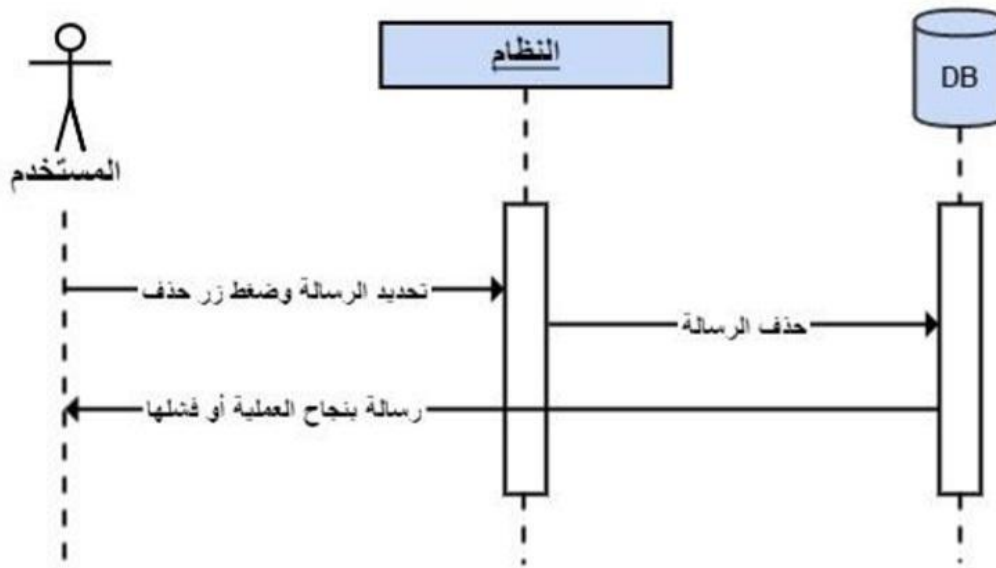 النظام
DB
المستخدم
تحديد الرسالة وضغط زر حذف
حذف الرسالة
رسالة بنجاح العملية أو فشلها